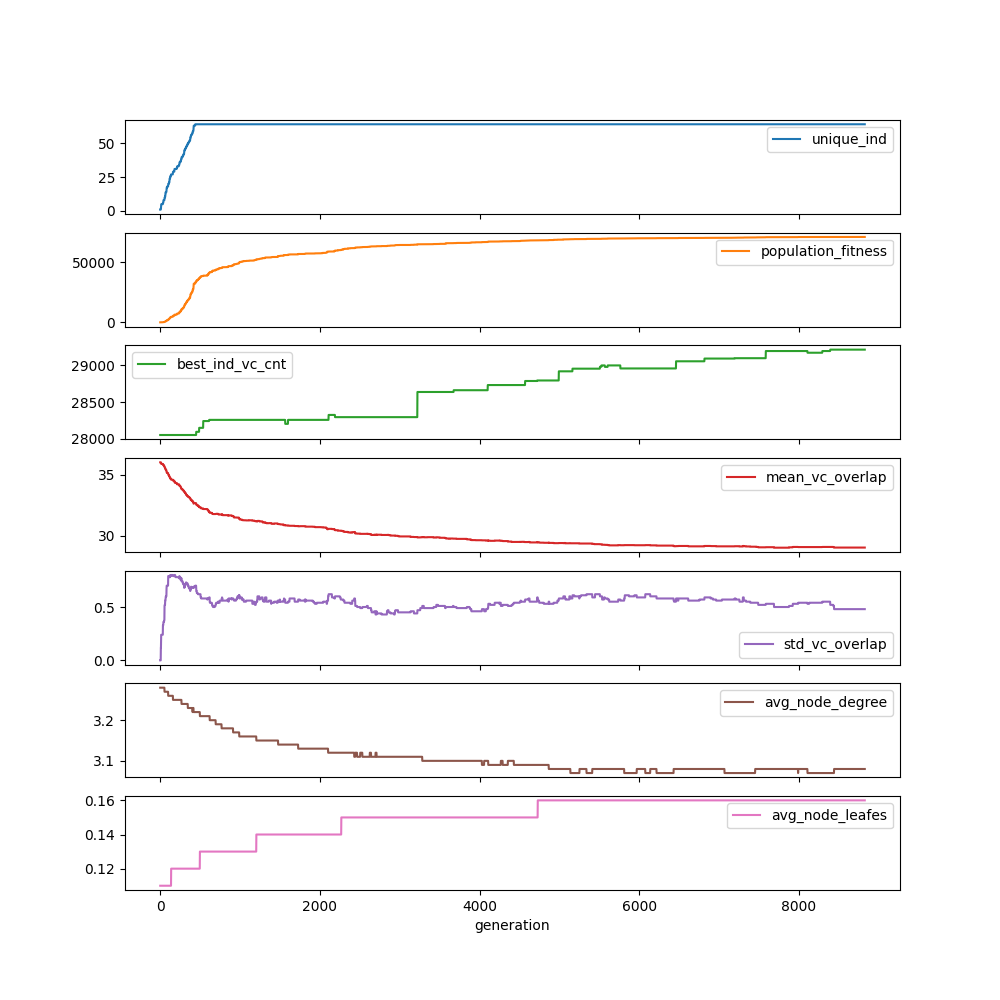 50
25
0
unique_ind
50000
0
population_fitness
29000
28500
28000
best_ind_vc_cnt
35
30
mean_vc_overlap
0.5
0.0
std_vc_overlap
3.2
3.1
avg_node_degree
0.16
0.14
0.12
avg_node_leafes
0 2000 4000 6000 8000
generation